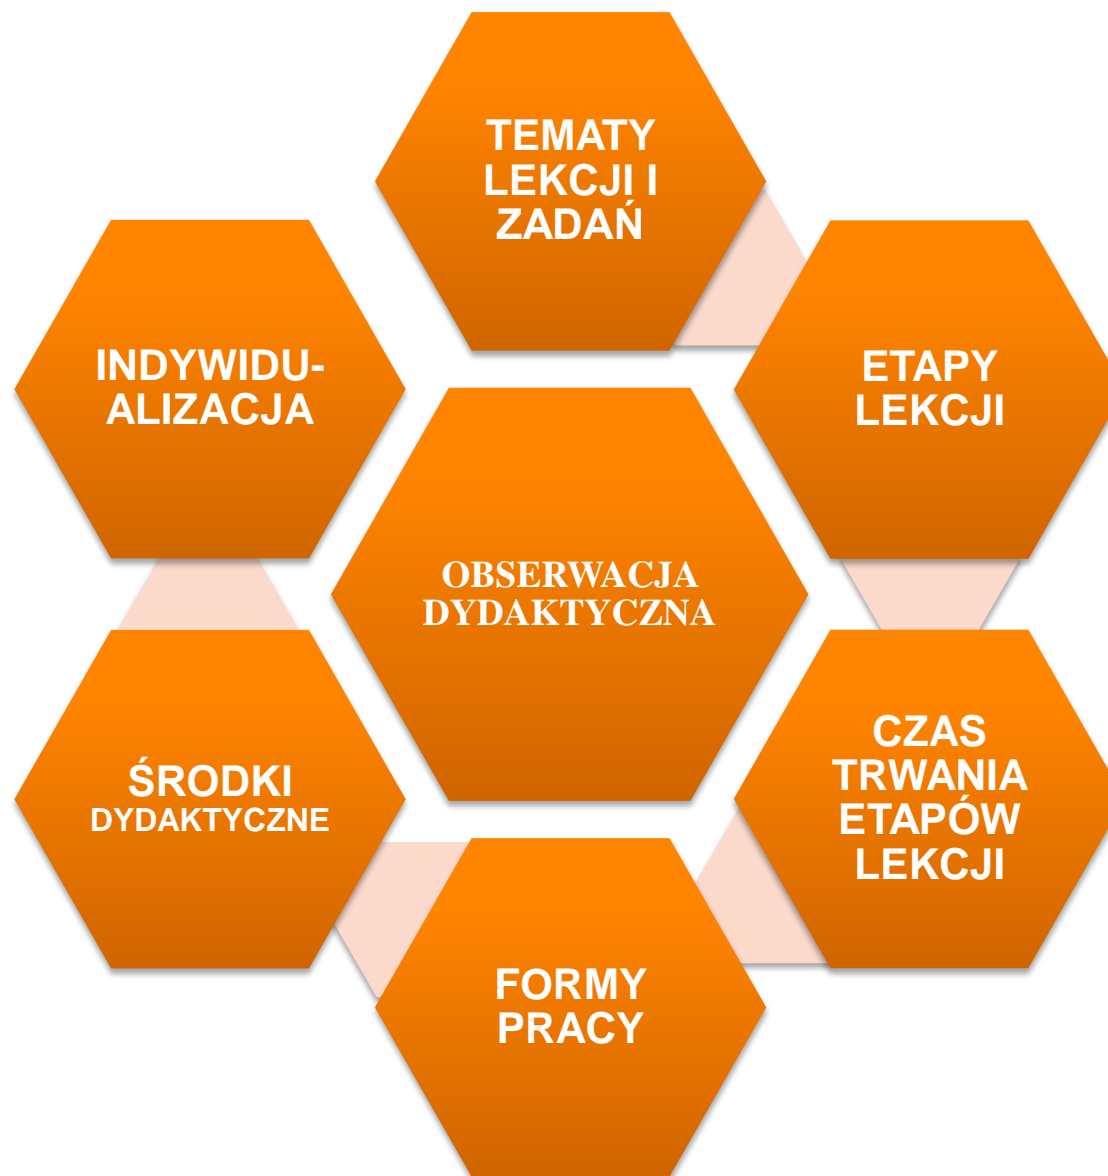 TEMATY
LEKCJI I
ZADAŃ
ETAPY
LEKCJI
CZAS
TRWANIA
ETAPÓW
LEKCJI
FORMY
PRACY
ŚRODKI
DYDAKTYCZNE
INDYWIDU-
ALIZACJA
OBSERWACJA
DYDAKTYCZNA